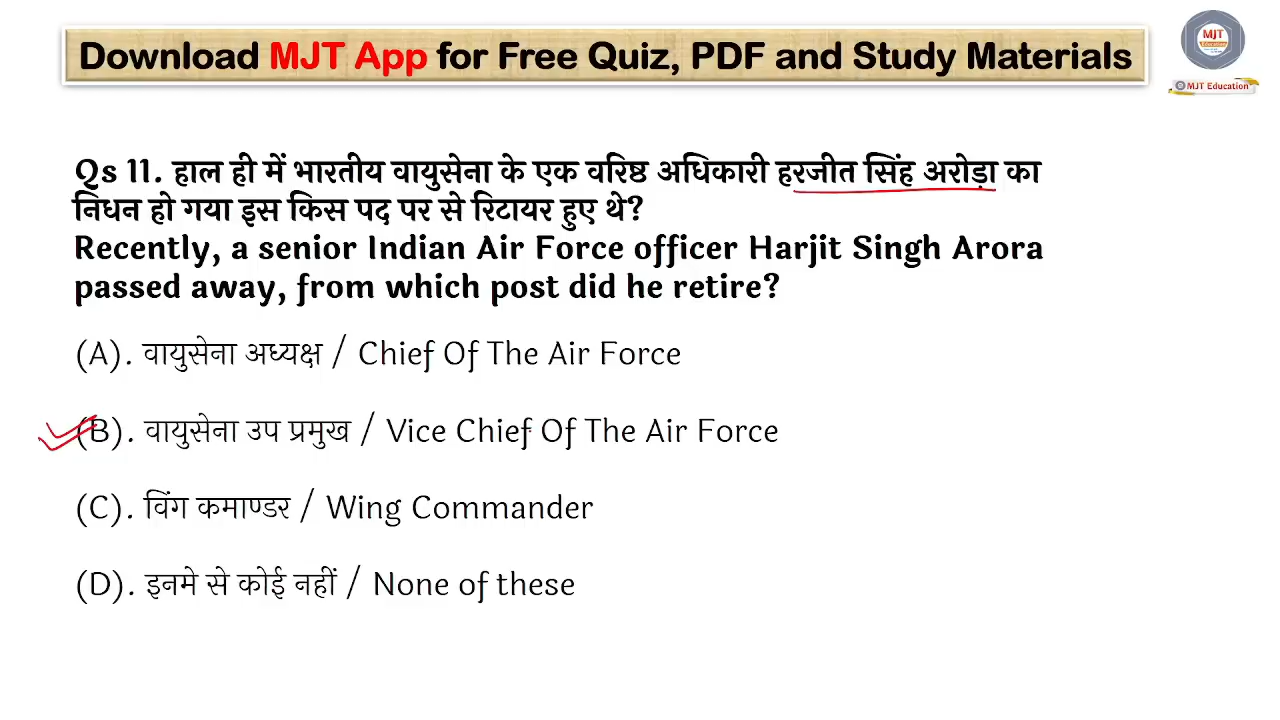 Download MJT App for Free Quiz, PDF and Study Materials
MJT
Education
MJT Education
Qs 11. हाल ही में भारतीय वायुसेना के एक वरिष्ठ अधिकारी हरजीत सिंह अरोड़ा का
निधन हो गया इस किस पद पर से रिटायर हुए थे?
Recently, a senior Indian Air Force officer Harjit Singh Arora
passed away, from which post did he retire?
(A). वायुसेना अध्यक्ष / Chief Of The Air Force
(B). वायुसेना उप प्रमुख / Vice Chief Of The Air Force
(C). विंग कमाण्डर / Wing Commander
(D). इनमे से कोई नहीं / None of these